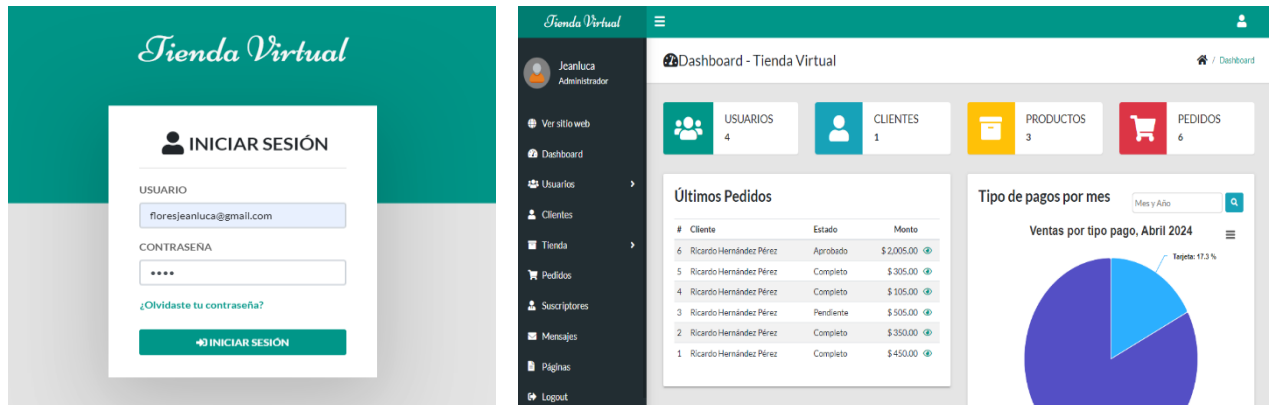 Tienda Virtual
INICIAR SESIÓN
USUARIO
floresjeanluca@gmail.com
CONTRASEÑA
••••
¿Olvidaste tu contraseña?
INICIAR SESIÓN
Tienda Virtual
Jeanluca
Administrador
Ver sitio web
Dashboard
Usuarios
Clientes
Tienda
Pedidos
Suscriptores
Mensajes
Páginas
Logout
Dashboard - Tienda Virtual
/ Dashboard
USUARIOS
4
CLIENTES
1
PRODUCTOS
3
PEDIDOS
6
Últimos Pedidos
# Cliente Estado Monto
6 Ricardo Hernández Pérez Aprobado $ 2,005.00
5 Ricardo Hernández Pérez Completo $ 305.00
4 Ricardo Hernández Pérez Completo $ 105.00
3 Ricardo Hernández Pérez Pendiente $ 505.00
2 Ricardo Hernández Pérez Completo $ 350.00
1 Ricardo Hernández Pérez Completo $ 450.00
Tipo de pagos por mes
Mes y Año
Ventas por tipo pago, Abril 2024
Tarjeta: 17.3 %